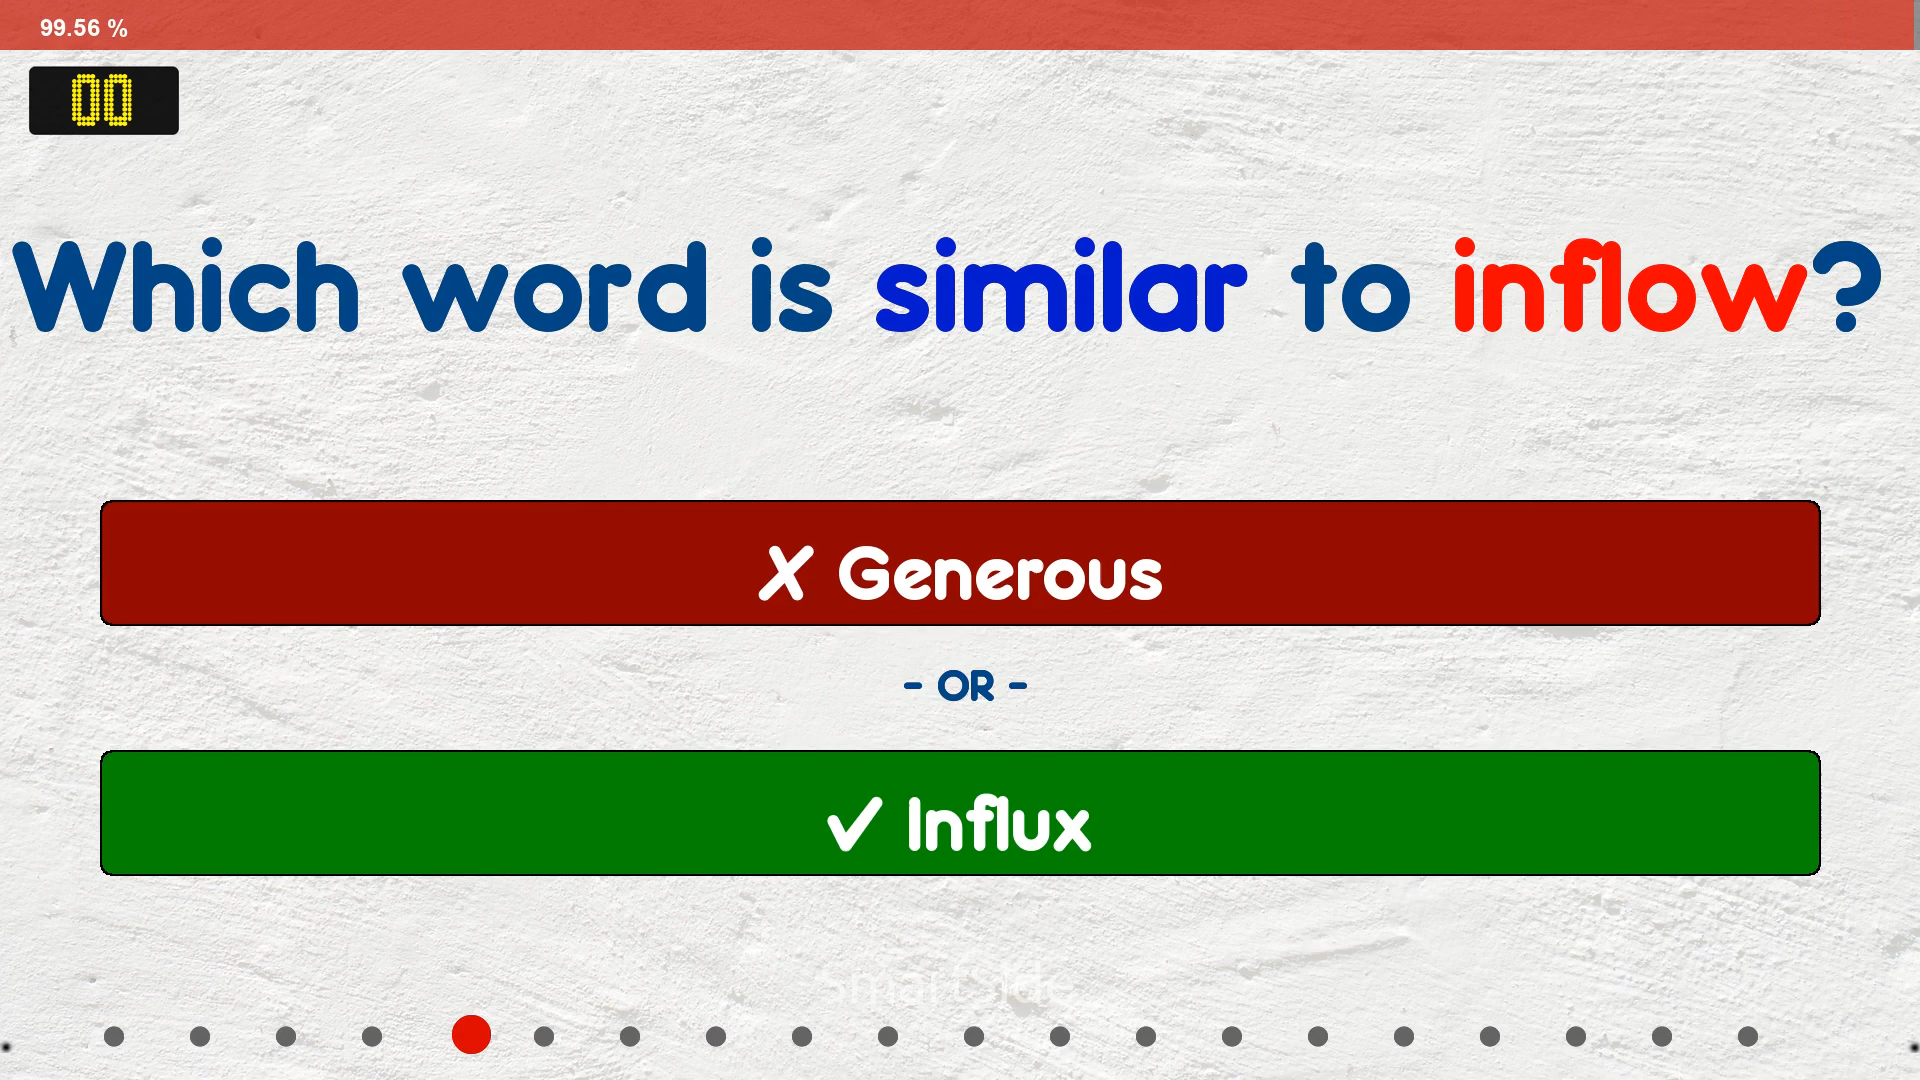 99.56 %
00
Which word is similar to inflow?
✗ Generous
- OR -
✓ Influx